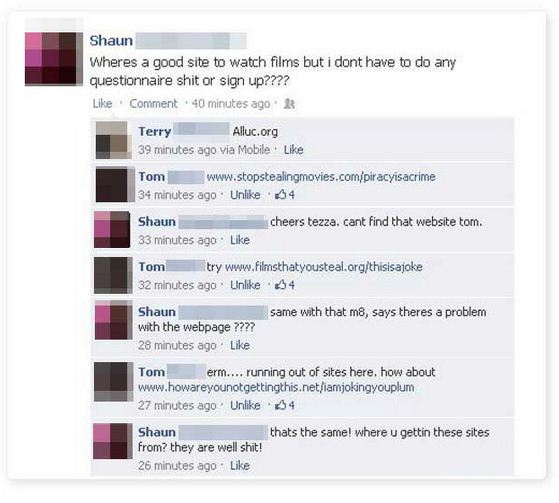 Shaun
Wheres a good site to watch films but i dont have to do any
questionnaire shit or sign up????
Like · Comment · 40 minutes ago ·
Terry Alluc.org
39 minutes ago via Mobile · Like
Tom www.stopstealingmovies.com/piracyisacrime
34 minutes ago · Unlike · 4
Shaun cheers tezza. cant find that website tom.
33 minutes ago · Like
Tom try www.filmsthatyousteal.org/thisisajoke
32 minutes ago · Unlike · 4
Shaun same with that m8, says theres a problem
with the webpage ????
28 minutes ago · Like
Tom erm.... running out of sites here. how about
www.howareyounotgettingthis.net/iamjokingyouplum
27 minutes ago · Unlike · 4
Shaun thats the same! where u gettin these sites
from? they are well shit!
26 minutes ago · Like